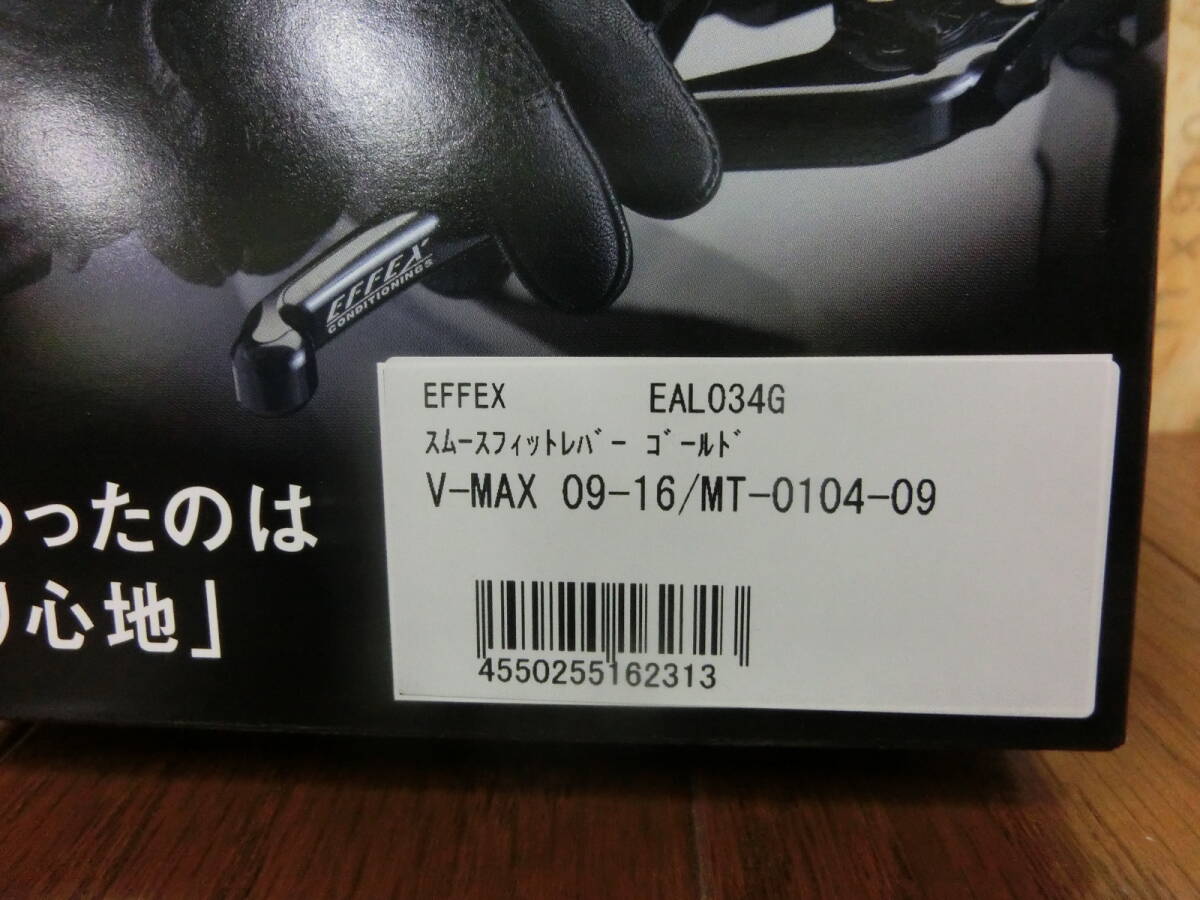 EFFEX
CONDITIONINGS
EFFEX EAL034G
ｽﾑｰｽﾌｨｯﾄﾚﾊﾞｰ ｺﾞｰﾙﾄﾞ
V-MAX 09-16/MT-0104-09
4550255162313
ったのは
心地」